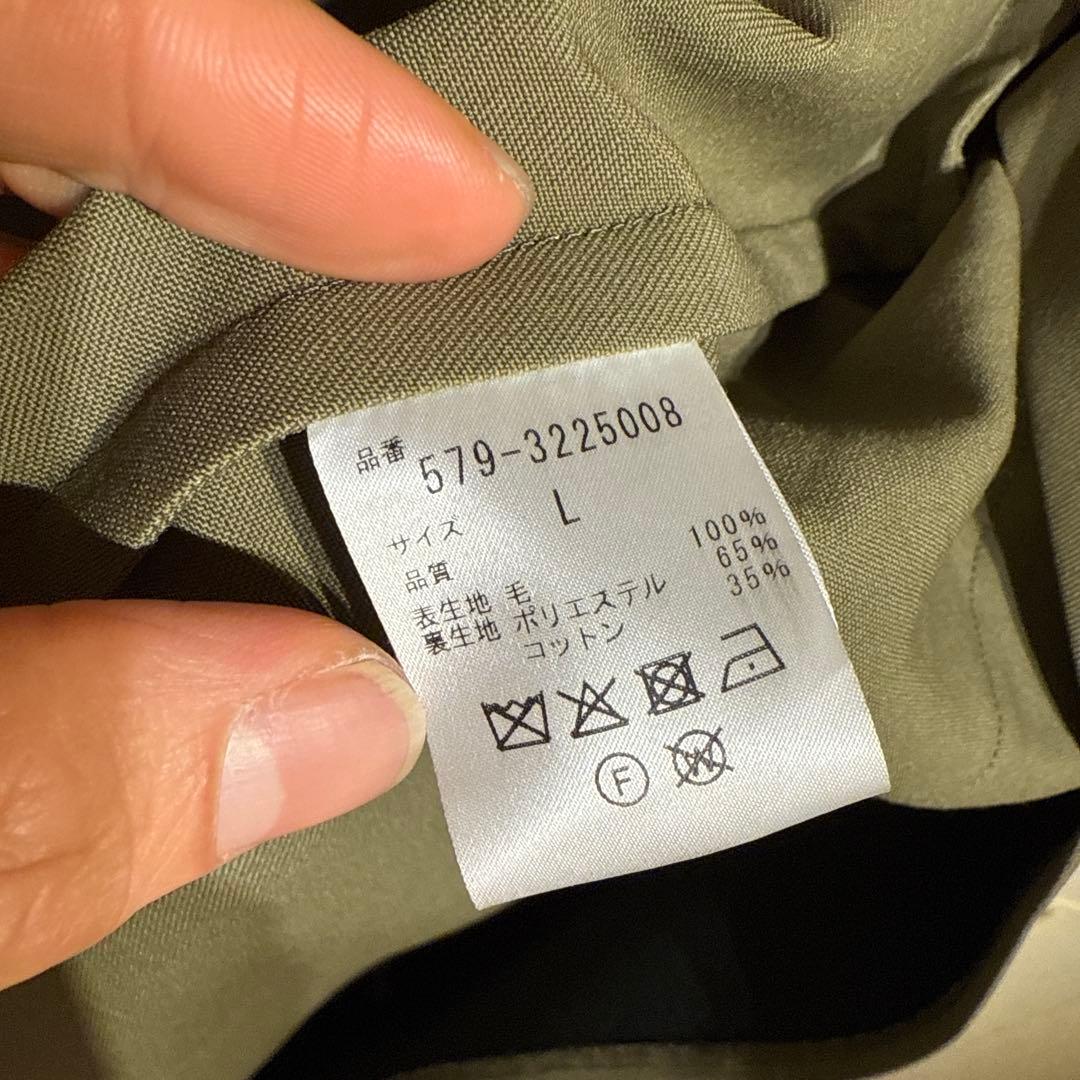 品番 579-3225008
サイズ L
品質
表生地 毛 100%
裏生地 ポリエステル 65%
コットン 35%
F W